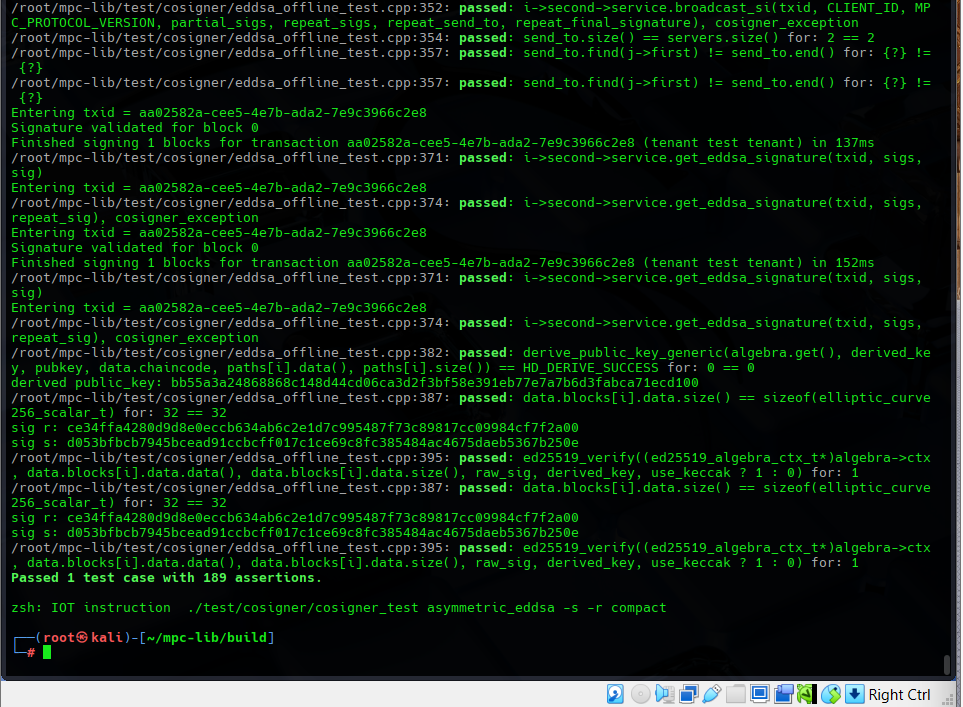 /root/mpc-lib/test/cosigner/eddsa_offline_test.cpp:352: passed: i->second->service.broadcast_si(txid, CLIENT_ID, MP
C_PROTOCOL_VERSION, partial_sigs, repeat_sigs, repeat_send_to, repeat_final_signature), cosigner_exception
/root/mpc-lib/test/cosigner/eddsa_offline_test.cpp:354: passed: send_to.size() == servers.size() for: 2 == 2
/root/mpc-lib/test/cosigner/eddsa_offline_test.cpp:357: passed: send_to.find(j->first) != send_to.end() for: {?} !=
{?}
/root/mpc-lib/test/cosigner/eddsa_offline_test.cpp:357: passed: send_to.find(j->first) != send_to.end() for: {?} !=
{?}
Entering txid = aa02582a-cee5-4e7b-ada2-7e9c3966c2e8
Signature validated for block 0
Finished signing 1 blocks for transaction aa02582a-cee5-4e7b-ada2-7e9c3966c2e8 (tenant test tenant) in 137ms
/root/mpc-lib/test/cosigner/eddsa_offline_test.cpp:371: passed: i->second->service.get_eddsa_signature(txid, sigs,
sig)
Entering txid = aa02582a-cee5-4e7b-ada2-7e9c3966c2e8
/root/mpc-lib/test/cosigner/eddsa_offline_test.cpp:374: passed: i->second->service.get_eddsa_signature(txid, sigs,
repeat_sig), cosigner_exception
Entering txid = aa02582a-cee5-4e7b-ada2-7e9c3966c2e8
Signature validated for block 0
Finished signing 1 blocks for transaction aa02582a-cee5-4e7b-ada2-7e9c3966c2e8 (tenant test tenant) in 152ms
/root/mpc-lib/test/cosigner/eddsa_offline_test.cpp:371: passed: i->second->service.get_eddsa_signature(txid, sigs,
sig)
Entering txid = aa02582a-cee5-4e7b-ada2-7e9c3966c2e8
/root/mpc-lib/test/cosigner/eddsa_offline_test.cpp:374: passed: i->second->service.get_eddsa_signature(txid, sigs,
repeat_sig), cosigner_exception
/root/mpc-lib/test/cosigner/eddsa_offline_test.cpp:382: passed: derive_public_key_generic(algebra.get(), derived_ke
y, pubkey, data.chaincode, paths[i].data(), paths[i].size()) == HD_DERIVE_SUCCESS for: 0 == 0
derived public_key: bb55a3a24868868c148d44cd06ca3d2f3bf58e391eb77e7a7b6d3fabca71ecd100
/root/mpc-lib/test/cosigner/eddsa_offline_test.cpp:387: passed: data.blocks[i].data.size() == sizeof(elliptic_curve
256_scalar_t) for: 32 == 32
sig r: ce34ffa4280d9d8e0eccb634ab6c2e1d7c995487f73c89817cc09984cf7f2a00
sig s: d053bfbcb7945bcead91ccbcff017c1ce69c8fc385484ac4675daeb5367b250e
/root/mpc-lib/test/cosigner/eddsa_offline_test.cpp:395: passed: ed25519_verify((ed25519_algebra_ctx_t*)algebra->ctx
, data.blocks[i].data.data(), data.blocks[i].data.size(), raw_sig, derived_key, use_keccak ? 1 : 0) for: 1
/root/mpc-lib/test/cosigner/eddsa_offline_test.cpp:387: passed: data.blocks[i].data.size() == sizeof(elliptic_curve
256_scalar_t) for: 32 == 32
sig r: ce34ffa4280d9d8e0eccb634ab6c2e1d7c995487f73c89817cc09984cf7f2a00
sig s: d053bfbcb7945bcead91ccbcff017c1ce69c8fc385484ac4675daeb5367b250e
/root/mpc-lib/test/cosigner/eddsa_offline_test.cpp:395: passed: ed25519_verify((ed25519_algebra_ctx_t*)algebra->ctx
, data.blocks[i].data.data(), data.blocks[i].data.size(), raw_sig, derived_key, use_keccak ? 1 : 0) for: 1
Passed 1 test case with 189 assertions.
zsh: IOT instruction  ./test/cosigner/cosigner_test asymmetric_eddsa -s -r compact
┌──(root㉿kali)-[~/mpc-lib/build]
└─#
Right Ctrl